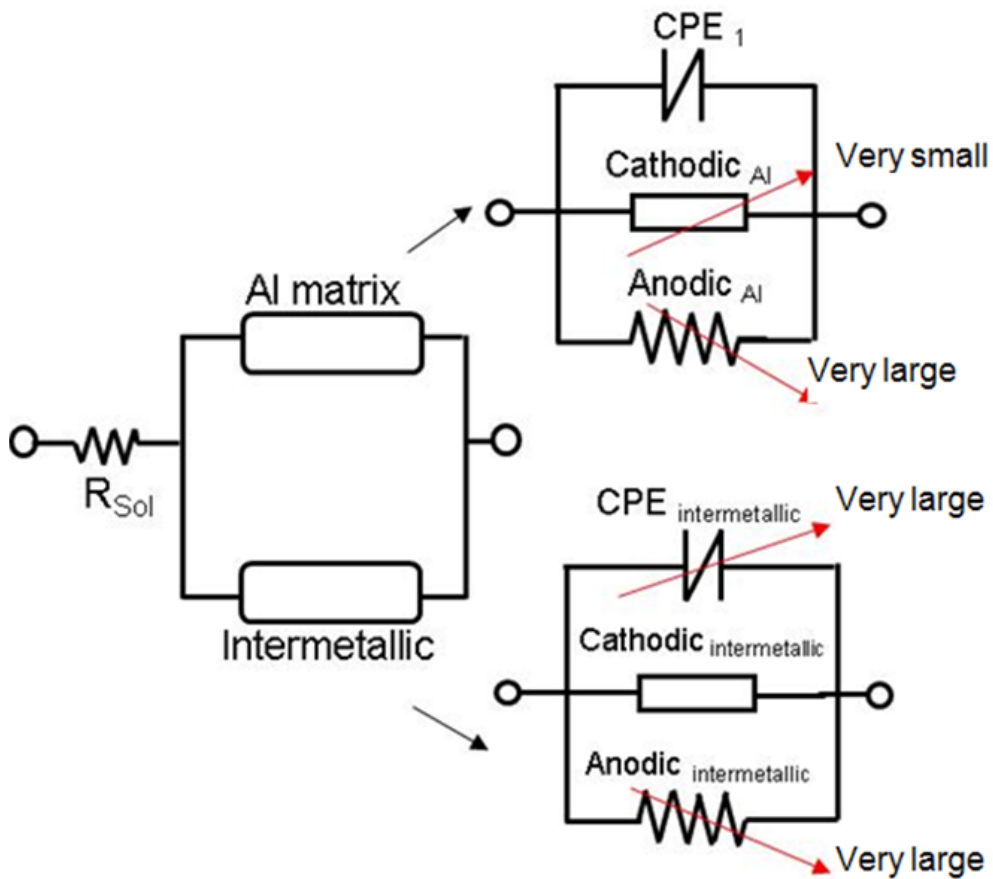 CPE 1
Very small
Cathodic Al
Anodic Al
Very large
Al matrix
RSol
Intermetallic
CPE intermetallic
Very large
Cathodic intermetallic
Anodic intermetallic
Very large